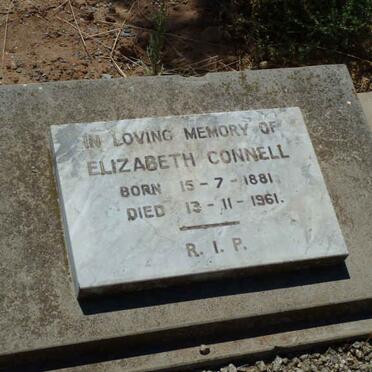 IN LOVING MEMORY OF
ELIZABETH CONNELL
BORN 15-7-1881.
DIED 13-11-1961.
R. I. P.